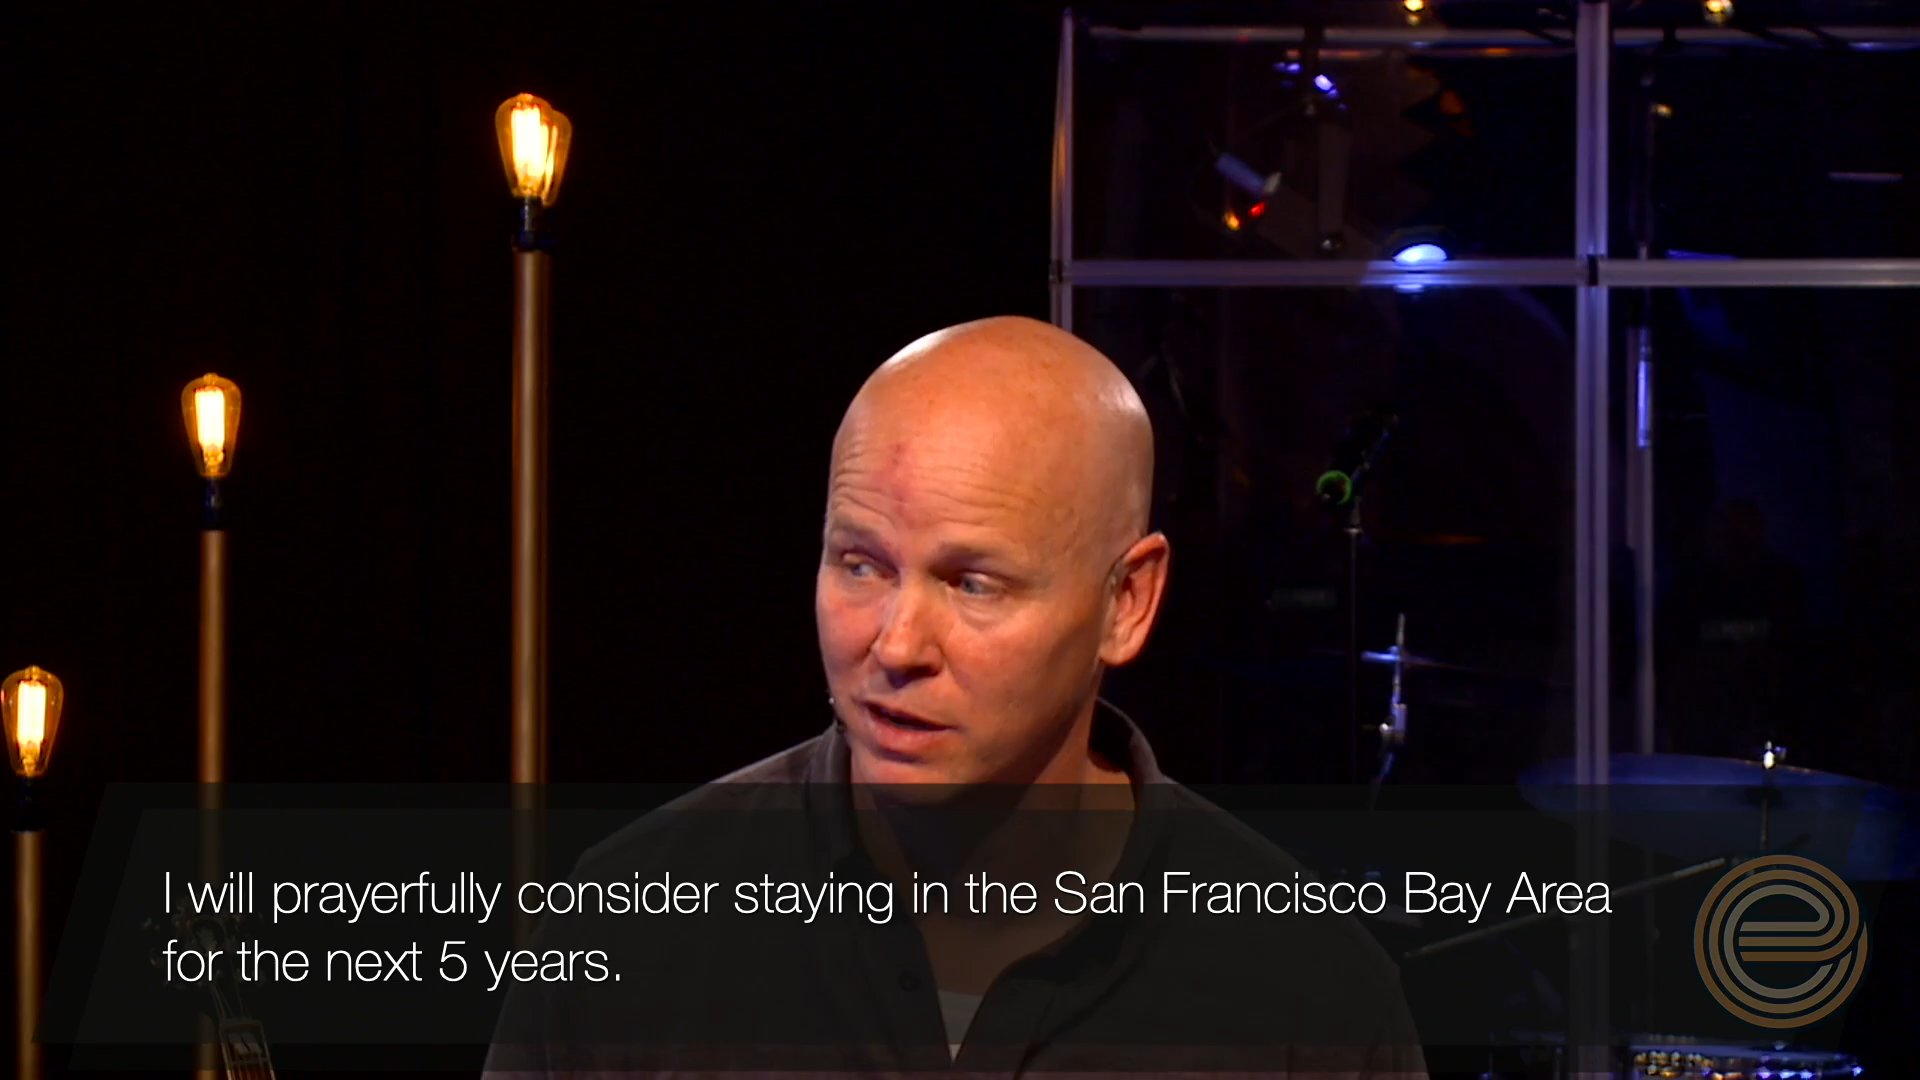 I will prayerfully consider staying in the San Francisco Bay Area
for the next 5 years.
e